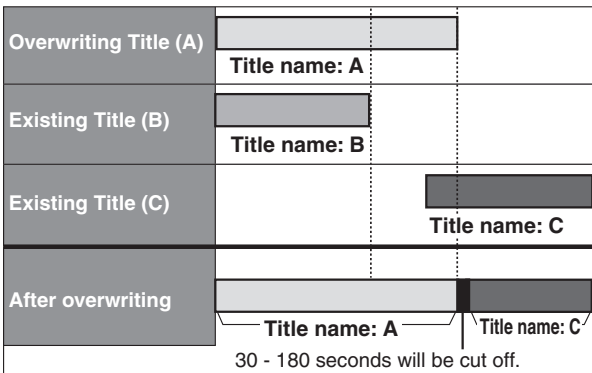 Overwriting Title (A)
Title name: A
Existing Title (B)
Title name: B
Existing Title (C)
Title name: C
After overwriting
Title name: A
Title name: C
30 - 180 seconds will be cut off.